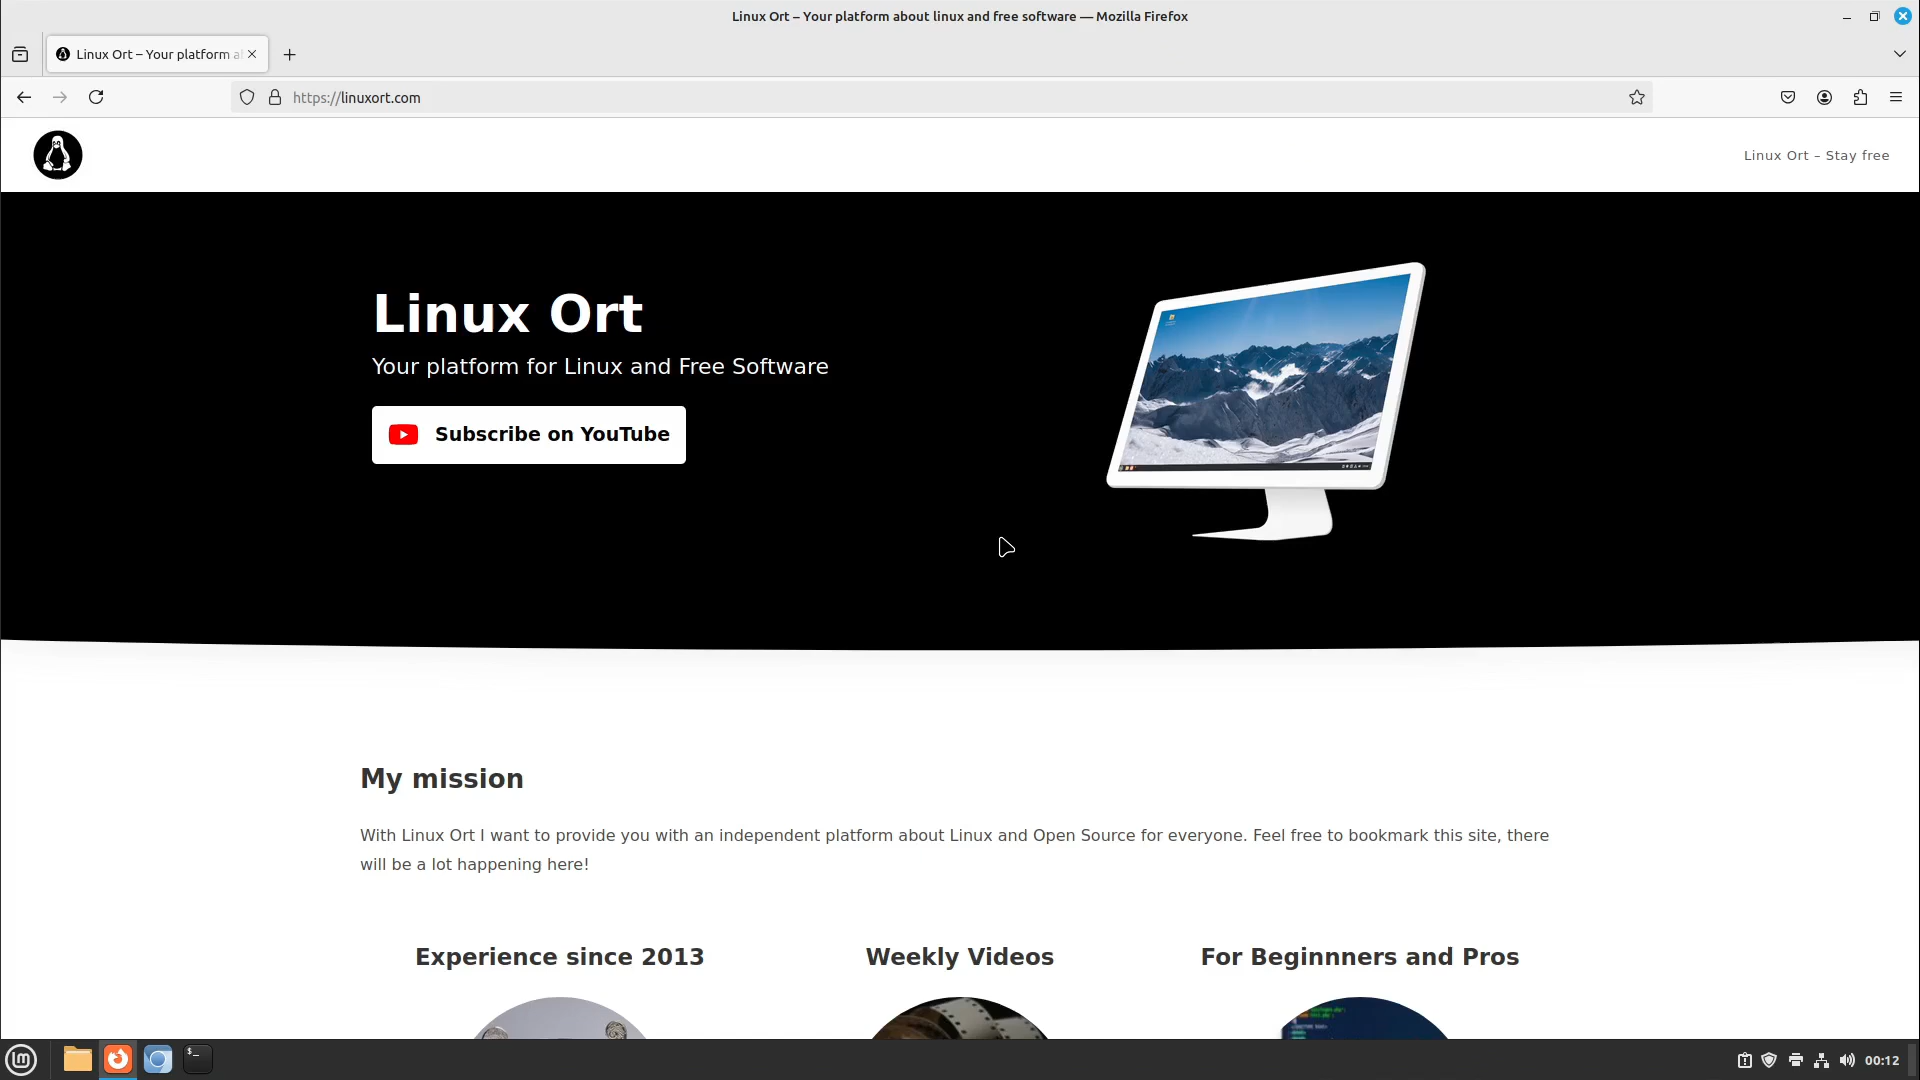 Linux Ort – Your platform about linux and free software — Mozilla Firefox
Linux Ort – Your platform a
https://linuxort.com
Linux Ort – Stay free
Linux Ort
Your platform for Linux and Free Software
Subscribe on YouTube
My mission
With Linux Ort I want to provide you with an independent platform about Linux and Open Source for everyone. Feel free to bookmark this site, there
will be a lot happening here!
Experience since 2013
Weekly Videos
For Beginnners and Pros
lm
$_
00:12